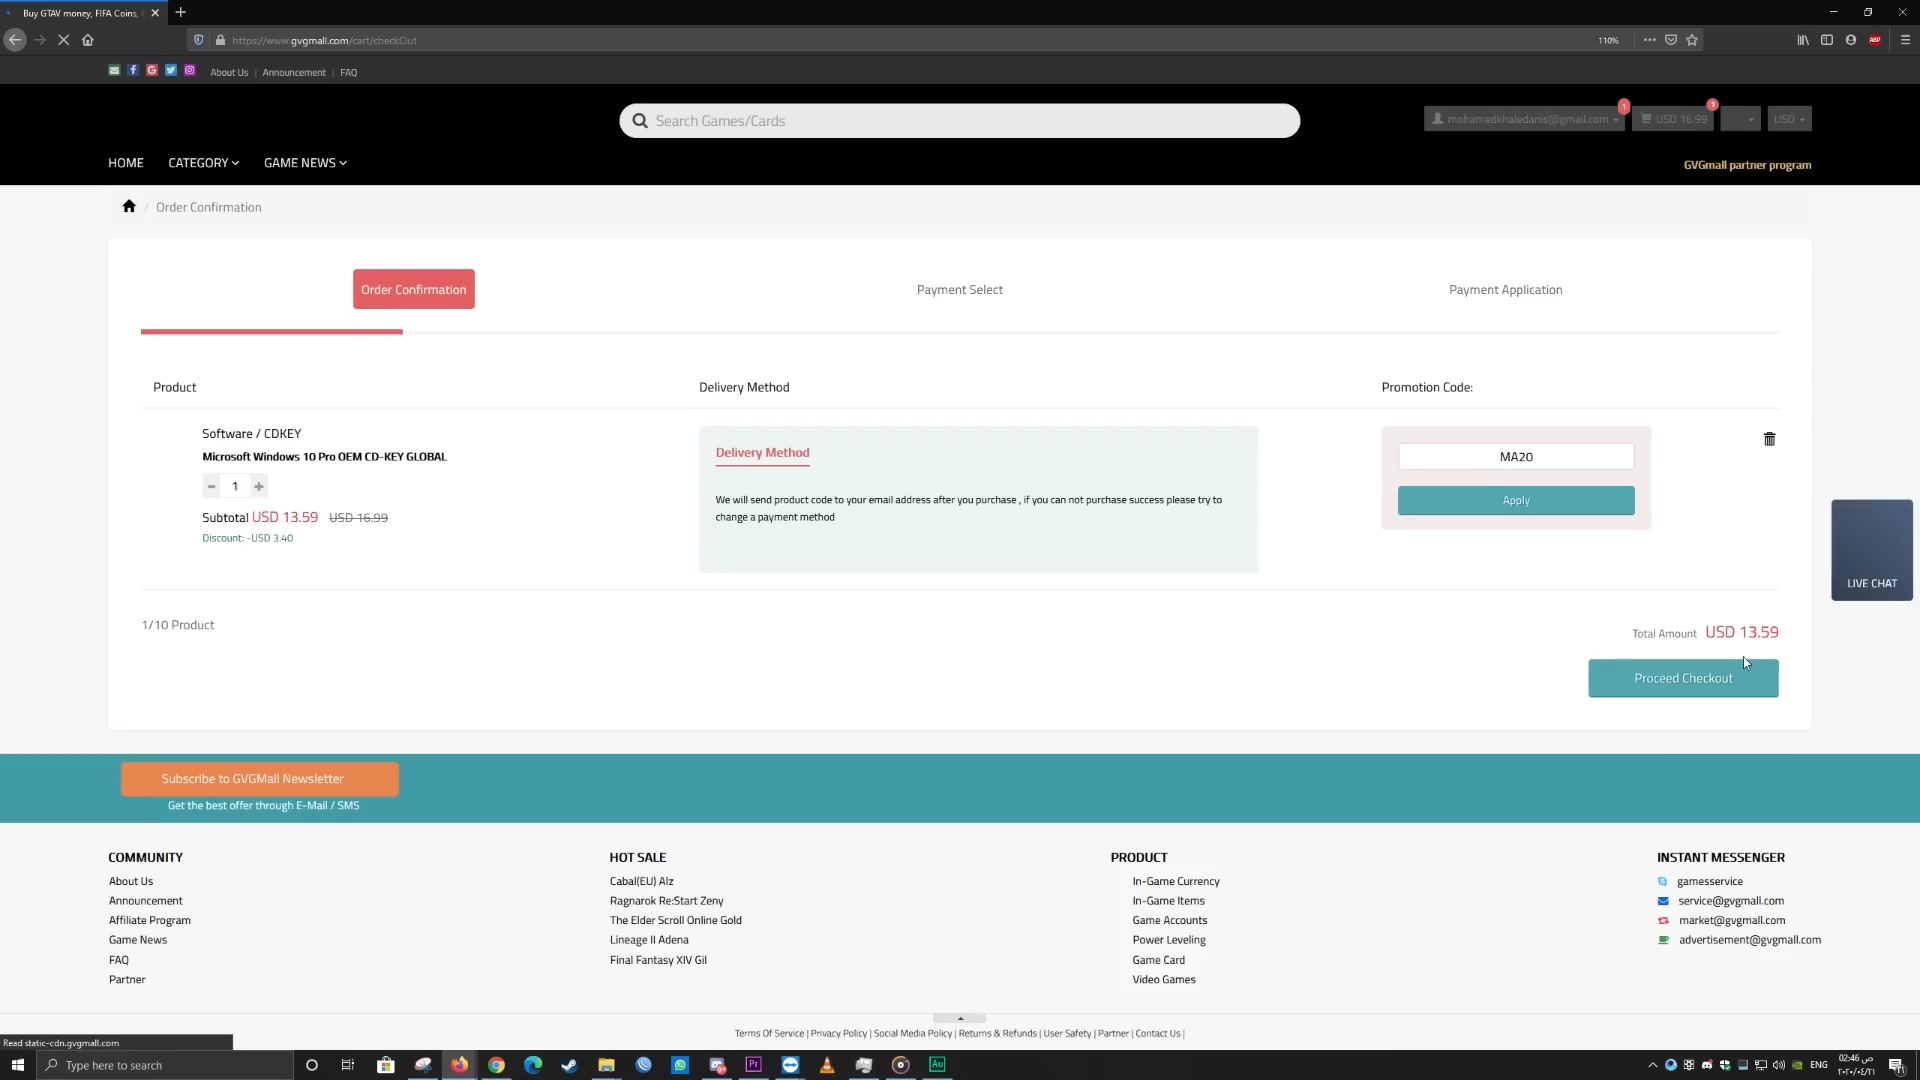 Buy GTAV money, FIFA Coins,
https://www.gvgmall.com/cart/checkOut
110%
ABP
About Us | Announcement | FAQ
Search Games/Cards
mohamedkhaledanis@gmail.com
1
USD 16.99
1
USD
HOME
CATEGORY
GAME NEWS
GVGmall partner program
/ Order Confirmation
Order Confirmation
Payment Select
Payment Application
Product
Delivery Method
Promotion Code:
Software / CDKEY
Microsoft Windows 10 Pro OEM CD-KEY GLOBAL
- 1 +
Subtotal USD 13.59 USD 16.99
Discount: -USD 3.40
Delivery Method
We will send product code to your email address after you purchase , if you can not purchase success please try to
change a payment method
MA20
Apply
LIVE CHAT
1/10 Product
Total Amount USD 13.59
Proceed Checkout
Subscribe to GVGMall Newsletter
Get the best offer through E-Mail / SMS
COMMUNITY
About Us
Announcement
Affiliate Program
Game News
FAQ
Partner
HOT SALE
Cabal(EU) Alz
Ragnarok Re:Start Zeny
The Elder Scroll Online Gold
Lineage II Adena
Final Fantasy XIV Gil
PRODUCT
In-Game Currency
In-Game Items
Game Accounts
Power Leveling
Game Card
Video Games
INSTANT MESSENGER
gamesservice
service@gvgmall.com
market@gvgmall.com
advertisement@gvgmall.com
Terms Of Service | Privacy Policy | Social Media Policy | Returns & Refunds | User Safety | Partner | Contact Us |
Read static-cdn.gvgmall.com
Type here to search
Pr
Au
ENG
02:46 ص